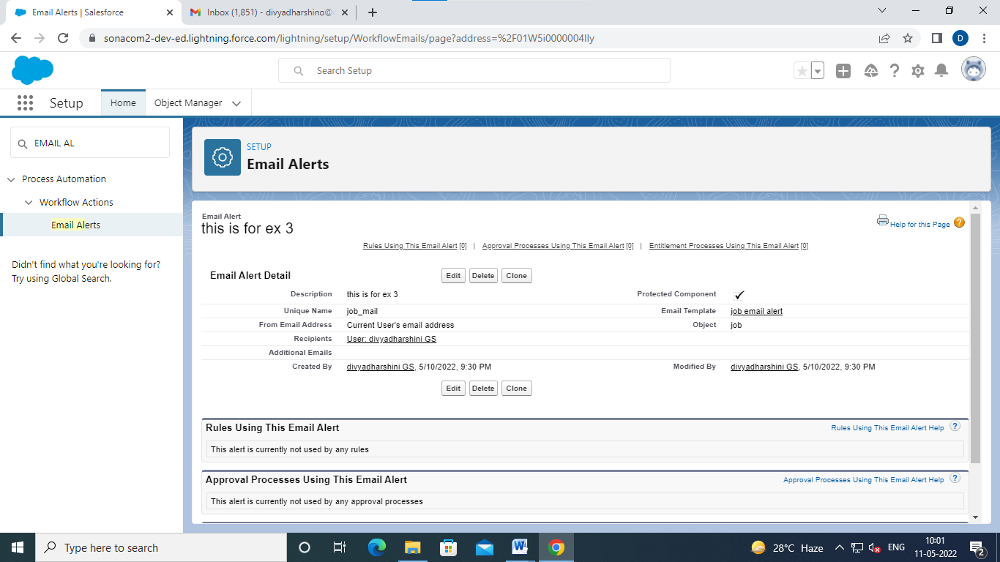 Email Alerts | Salesforce
Inbox (1,851) - divyadharshino@
sonacom2-dev-ed.lightning.force.com/lightning/setup/WorkflowEmails/page?address=%2F01W5i0000004lly
D
Search Setup
Setup
Home
Object Manager
EMAIL AL
Process Automation
Workflow Actions
Email Alerts
Didn't find what you're looking for?
Try using Global Search.
SETUP
Email Alerts
Email Alert
this is for ex 3
Help for this Page
Rules Using This Email Alert [0] | Approval Processes Using This Email Alert [0] | Entitlement Processes Using This Email Alert [0]
Email Alert Detail
Edit Delete Clone
Description this is for ex 3 Protected Component
Unique Name job_mail Email Template job email alert
From Email Address Current User's email address Object job
Recipients User: divyadharshini GS
Additional Emails
Created By divyadharshini GS, 5/10/2022, 9:30 PM Modified By divyadharshini GS, 5/10/2022, 9:30 PM
Edit Delete Clone
Rules Using This Email Alert Rules Using This Email Alert Help ?
This alert is currently not used by any rules
Approval Processes Using This Email Alert Approval Processes Using This Email Alert Help ?
This alert is currently not used by any approval processes
Type here to search
28°C Haze
ENG
10:01
11-05-2022
2